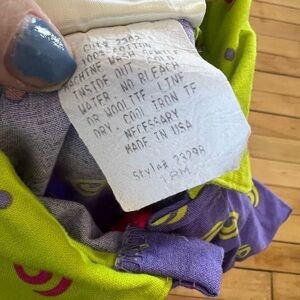 100% COTTON
MACHINE WASH GENTLE
INSIDE OUT COLD
WATER. NO BLEACH
OR WOOLITE. LINE
DRY. COOL IRON IF
NECESSARY
MADE IN USA
Style# 23298